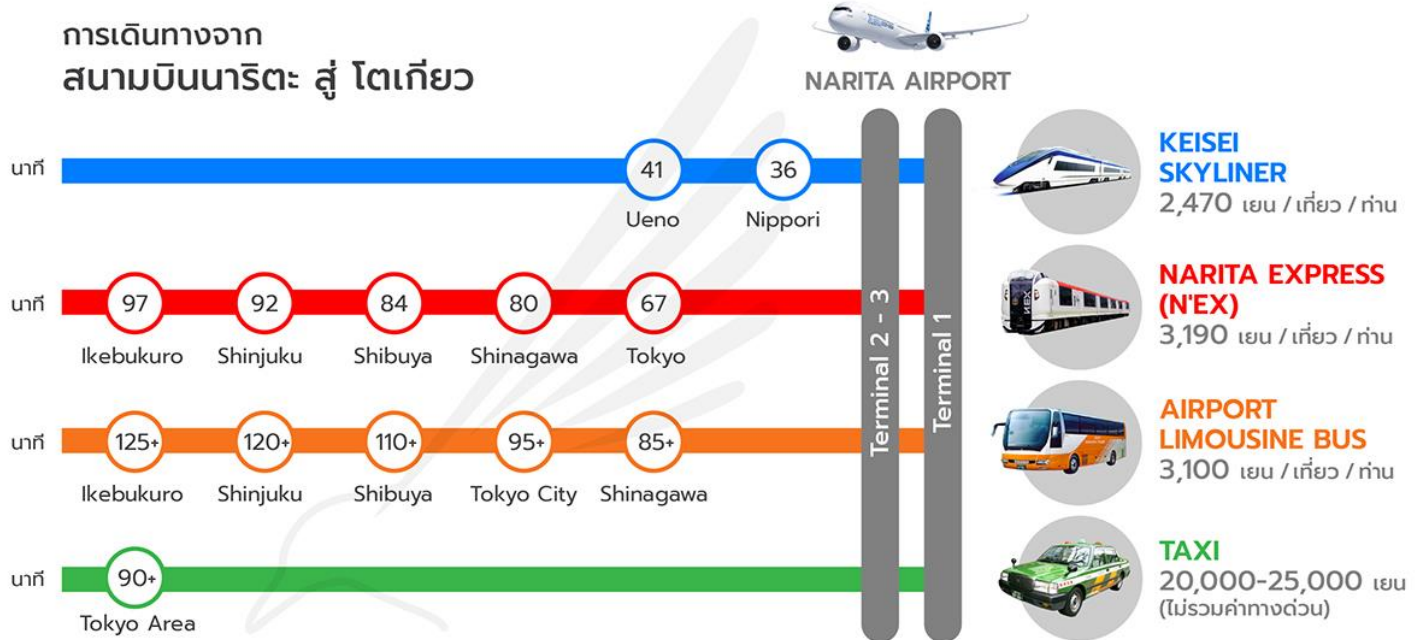 การเดินทางจาก
สนามบินนาริตะ สู่ โตเกียว
NARITA AIRPORT
นาที
41
36
Ueno
Nippori
KEISEI
SKYLINER
2,470 เยน / เที่ยว / ท่าน
นาที
97
92
84
80
67
Ikebukuro
Shinjuku
Shibuya
Shinagawa
Tokyo
NARITA EXPRESS
(N'EX)
3,190 เยน / เที่ยว / ท่าน
Terminal 2 - 3
Terminal 1
นาที
125+
120+
110+
95+
85+
Ikebukuro
Shinjuku
Shibuya
Tokyo City
Shinagawa
AIRPORT
LIMOUSINE BUS
3,100 เยน / เที่ยว / ท่าน
นาที
90+
Tokyo Area
TAXI
20,000-25,000 เยน
(ไม่รวมค่าทางด่วน)